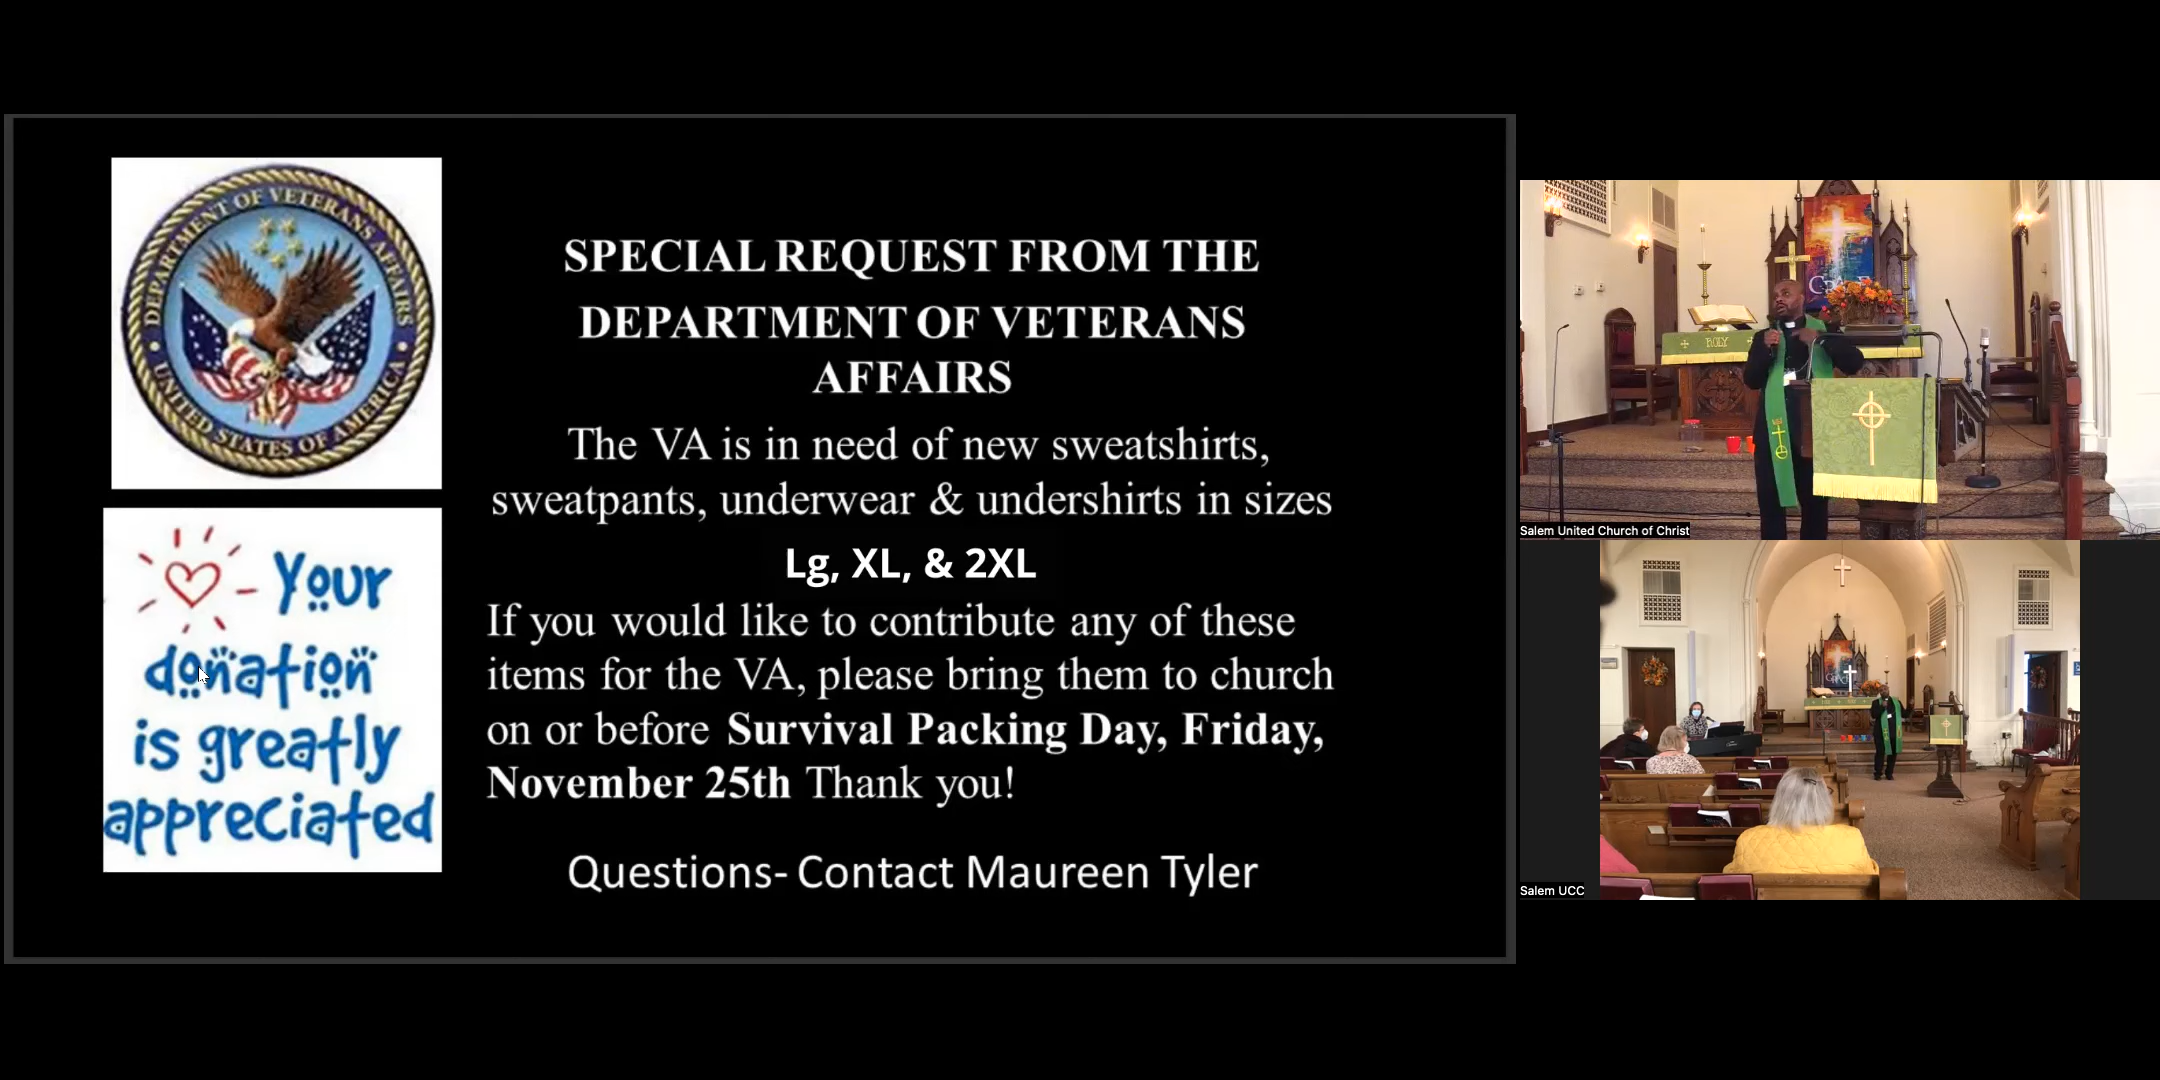 DEPARTMENT OF VETERANS AFFAIRS
UNITED STATES OF AMERICA
Your
donation
is greatly
appreciated
SPECIAL REQUEST FROM THE
DEPARTMENT OF VETERANS
AFFAIRS
The VA is in need of new sweatshirts,
sweatpants, underwear & undershirts in sizes
Lg, XL, & 2XL
If you would like to contribute any of these
items for the VA, please bring them to church
on or before Survival Packing Day, Friday,
November 25th Thank you!
Questions- Contact Maureen Tyler
HOLY
Salem United Church of Christ
Salem UCC